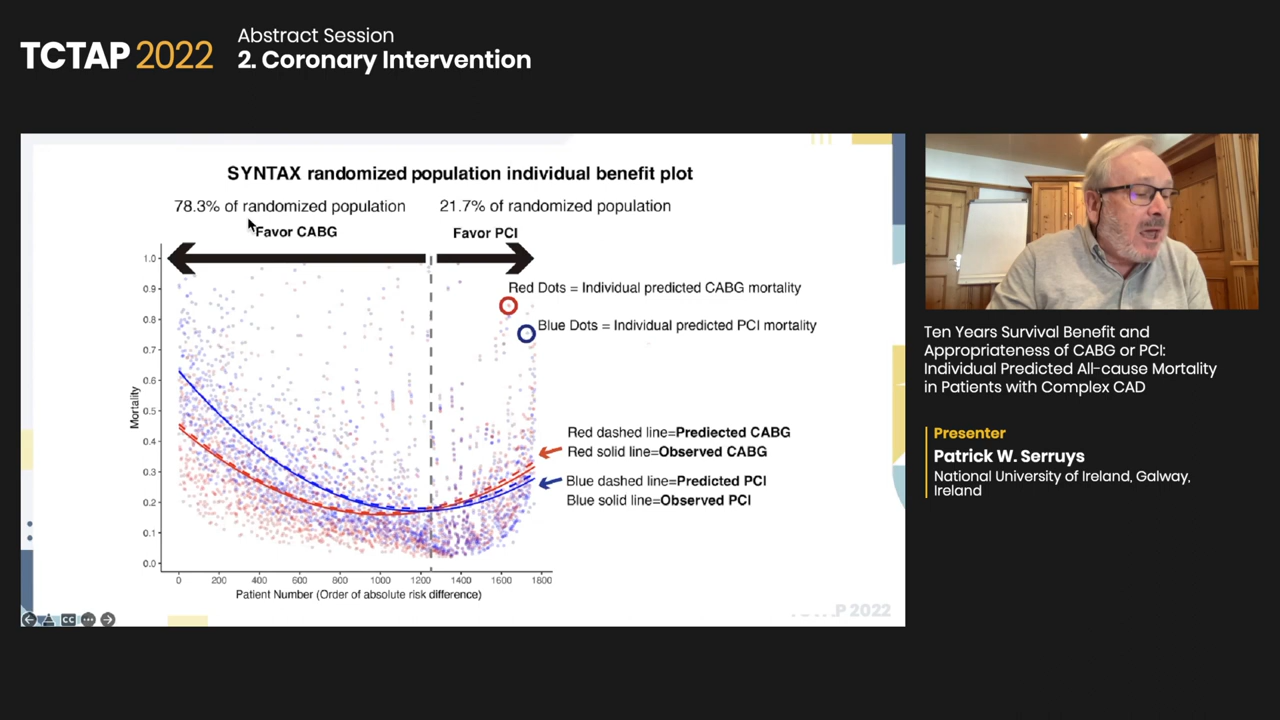 TCTAP 2022
Abstract Session
2. Coronary Intervention
SYNTAX randomized population individual benefit plot
78.3% of randomized population
21.7% of randomized population
Favor CABG
Favor PCI
Red Dots = Individual predicted CABG mortality
Blue Dots = Individual predicted PCI mortality
Red dashed line=Prediected CABG
Red solid line=Observed CABG
Blue dashed line=Predicted PCI
Blue solid line=Observed PCI
Mortality
1.0
0.9
0.8
0.7
0.6
0.5
0.4
0.3
0.2
0.1
0.0
0 200 400 600 800 1000 1200 1400 1600 1800
Patient Number (Order of absolute risk difference)
CC
P 2022
Ten Years Survival Benefit and
Appropriateness of CABG or PCI:
Individual Predicted All-cause Mortality
in Patients with Complex CAD
Presenter
Patrick W. Serruys
National University of Ireland, Galway,
Ireland